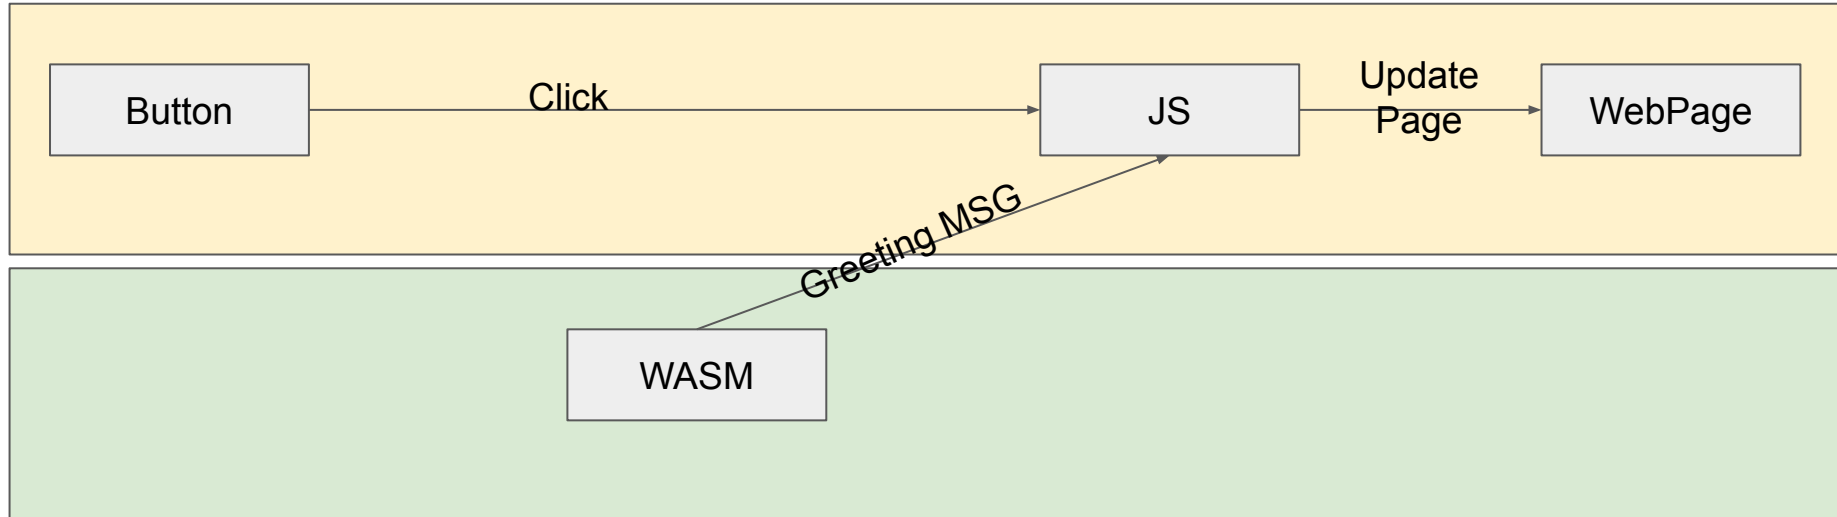 Button
Click
JS
Update
Page
WebPage
Greeting MSG
WASM